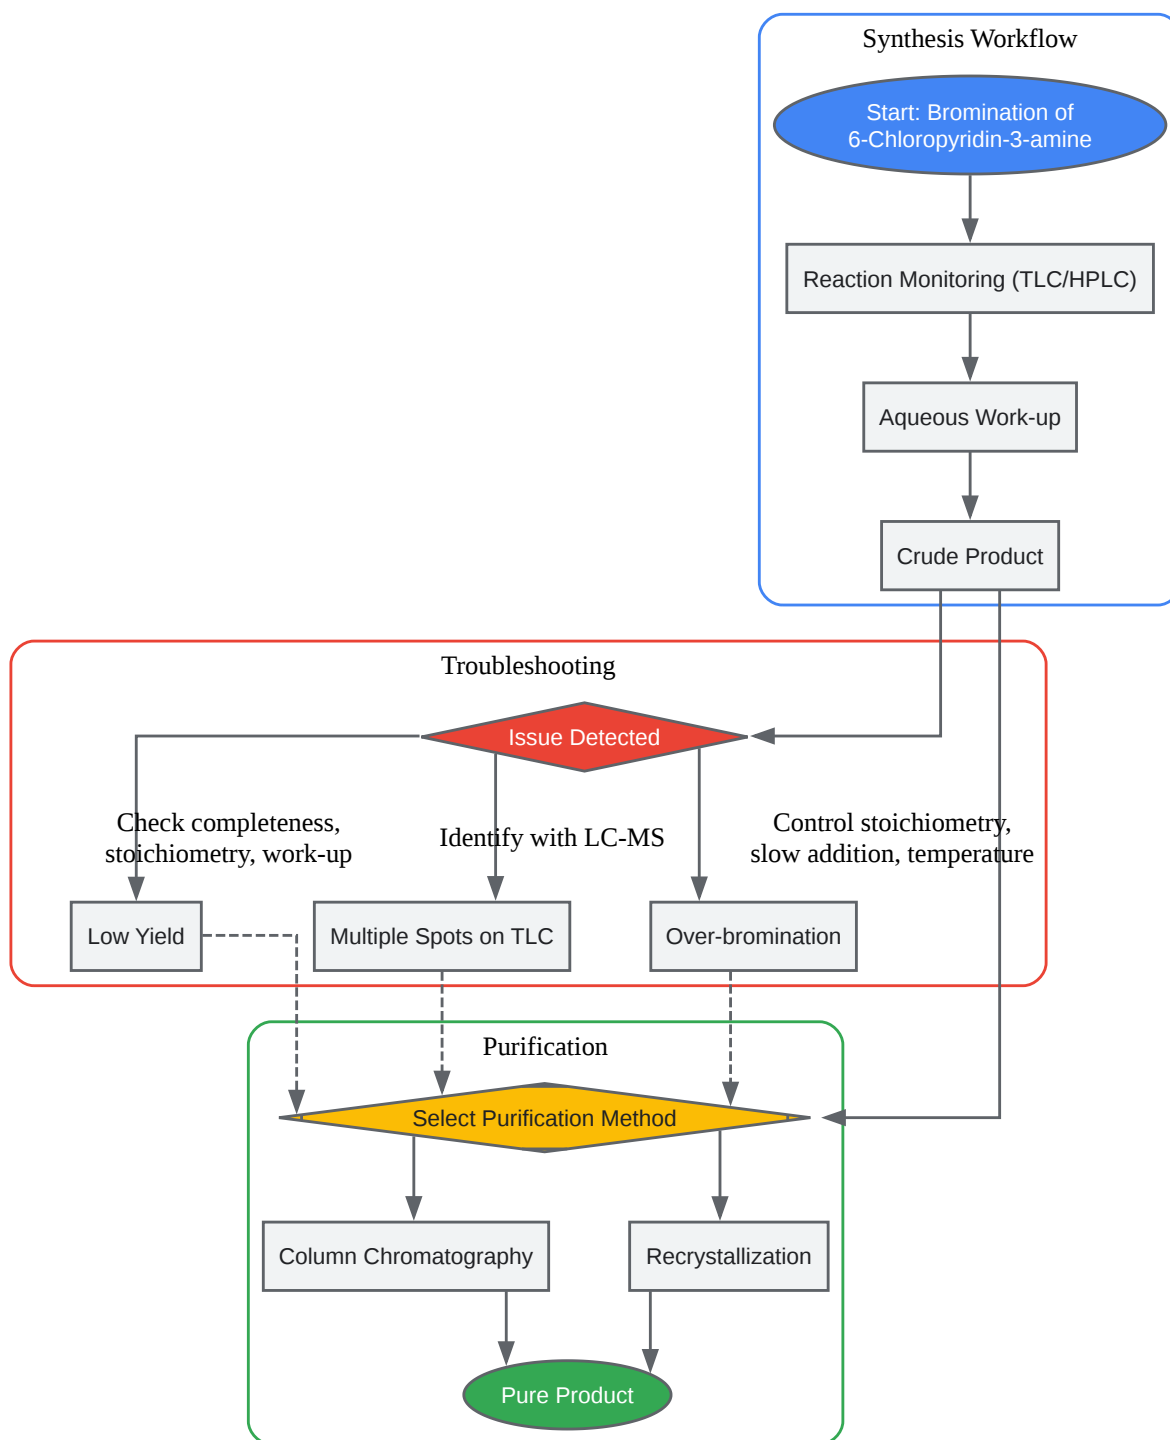 Synthesis Workflow
Start: Bromination of
6-Chloropyridin-3-amine
Reaction Monitoring (TLC/HPLC)
Aqueous Work-up
Crude Product
Troubleshooting
Issue Detected
Check completeness,
stoichiometry, work-up
Identify with LC-MS
Control stoichiometry,
slow addition, temperature
Low Yield
Multiple Spots on TLC
Over-bromination
Purification
Select Purification Method
Column Chromatography
Recrystallization
Pure Product